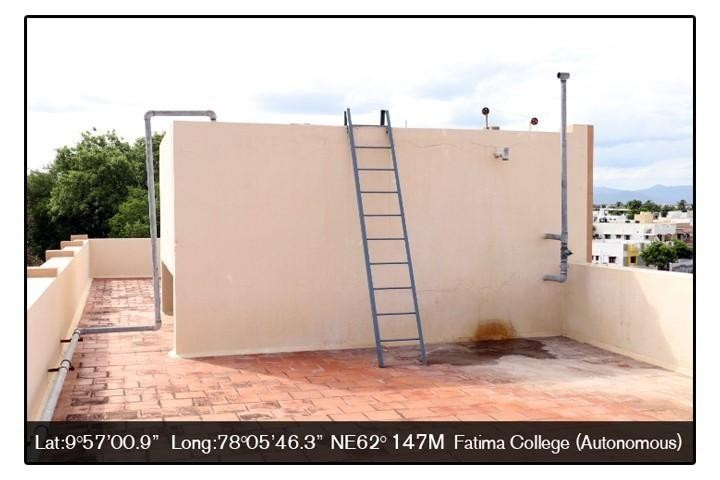 Lat:9°57'00.9” Long:78°05'46.3” NE62° 147M Fatima College (Autonomous)